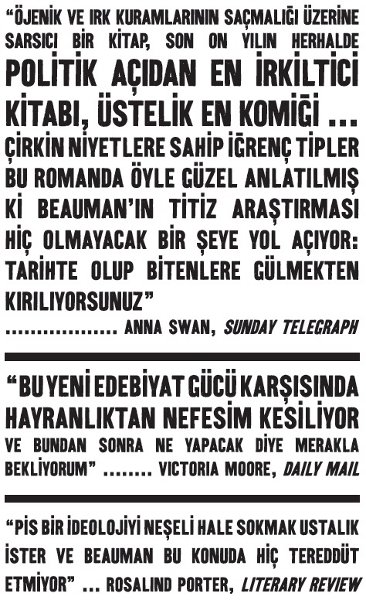 “ÖJENİK VE IRK KURAMLARININ SAÇMALIĞI ÜZERİNE
SARSICI BİR KİTAP, SON ON YILIN HERHALDE
POLİTİK AÇIDAN EN İRKİLTİCİ
KİTABI, ÜSTELİK EN KOMİĞİ ...
ÇİRKİN NİYETLERE SAHİP İĞRENÇ TİPLER
BU ROMANDA ÖYLE GÜZEL ANLATILMIŞ
Kİ BEAUMAN’IN TİTİZ ARAŞTIRMASI
HİÇ OLMAYACAK BİR ŞEYE YOL AÇIYOR:
TARİHTE OLUP BİTENLERE GÜLMEKTEN
KIRILIYORSUNUZ”
.................. ANNA SWAN, SUNDAY TELEGRAPH
“BU YENİ EDEBİYAT GÜCÜ KARŞISINDA
HAYRANLIKTAN NEFESİM KESİLİYOR
VE BUNDAN SONRA NE YAPACAK DİYE MERAKLA
BEKLİYORUM” ........ VICTORIA MOORE, DAILY MAIL
“PİS BİR İDEOLOJİYİ NEŞELİ HALE SOKMAK USTALIK
İSTER VE BEAUMAN BU KONUDA HİÇ TEREDDÜT
ETMİYOR” ... ROSALIND PORTER, LITERARY REVIEW